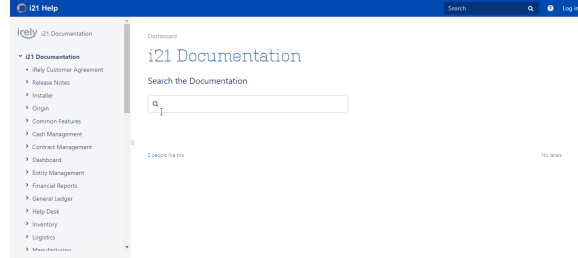 i21 Help
Search
Log in
irely i21 Documentation
i21 Documentation
iRely Customer Agreement
Release Notes
Installer
Origin
Common Features
Cash Management
Contract Management
Dashboard
Entity Management
Financial Reports
General Ledger
Help Desk
Inventory
Logistics
Manufacturing
Dashboard
i21 Documentation
Search the Documentation
2 people like this
No labels